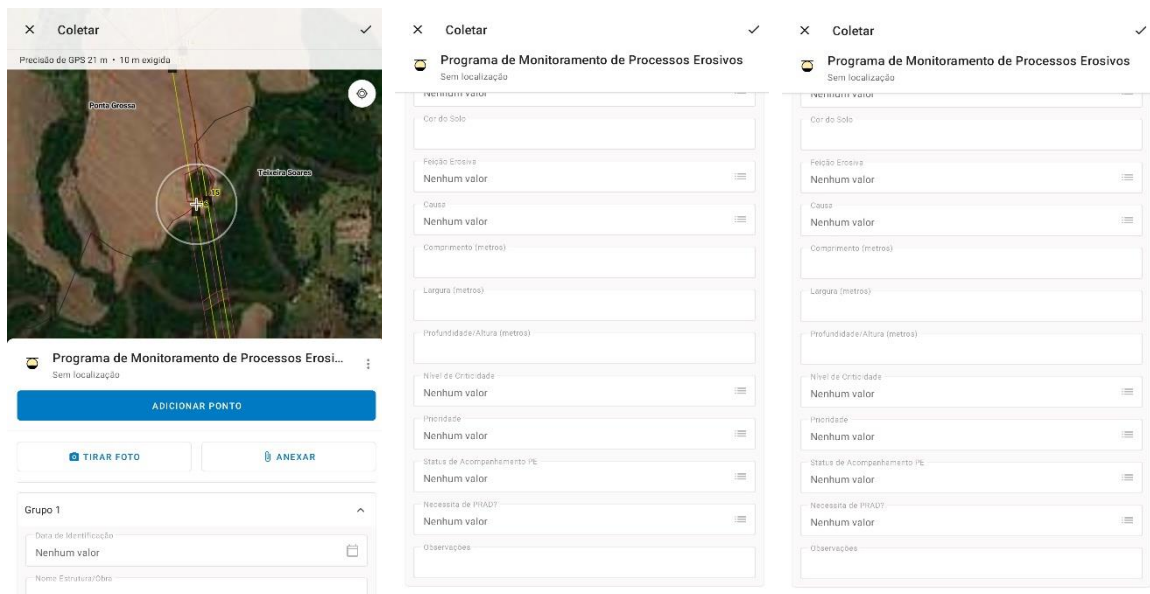 Coletar
Precisão de GPS 21 m • 10 m exigida
Ponta Grossa
Teixeira Soares
15
Programa de Monitoramento de Processos Erosi...
Sem localização
ADICIONAR PONTO
TIRAR FOTO
ANEXAR
Grupo 1
Data de Identificação
Nenhum valor
Nome Estrutura/Obra
Coletar
Programa de Monitoramento de Processos Erosivos
Sem localização
Nenhum valor
Cor do Solo
Feição Erosiva
Nenhum valor
Causa
Nenhum valor
Comprimento (metros)
Largura (metros)
Profundidade/Altura (metros)
Nível de Criticidade
Nenhum valor
Prioridade
Nenhum valor
Status de Acompanhamento PE
Nenhum valor
Necessita de PRAD?
Nenhum valor
Observações
Coletar
Programa de Monitoramento de Processos Erosivos
Sem localização
Nenhum valor
Cor do Solo
Feição Erosiva
Nenhum valor
Causa
Nenhum valor
Comprimento (metros)
Largura (metros)
Profundidade/Altura (metros)
Nível de Criticidade
Nenhum valor
Prioridade
Nenhum valor
Status de Acompanhamento PE
Nenhum valor
Necessita de PRAD?
Nenhum valor
Observações